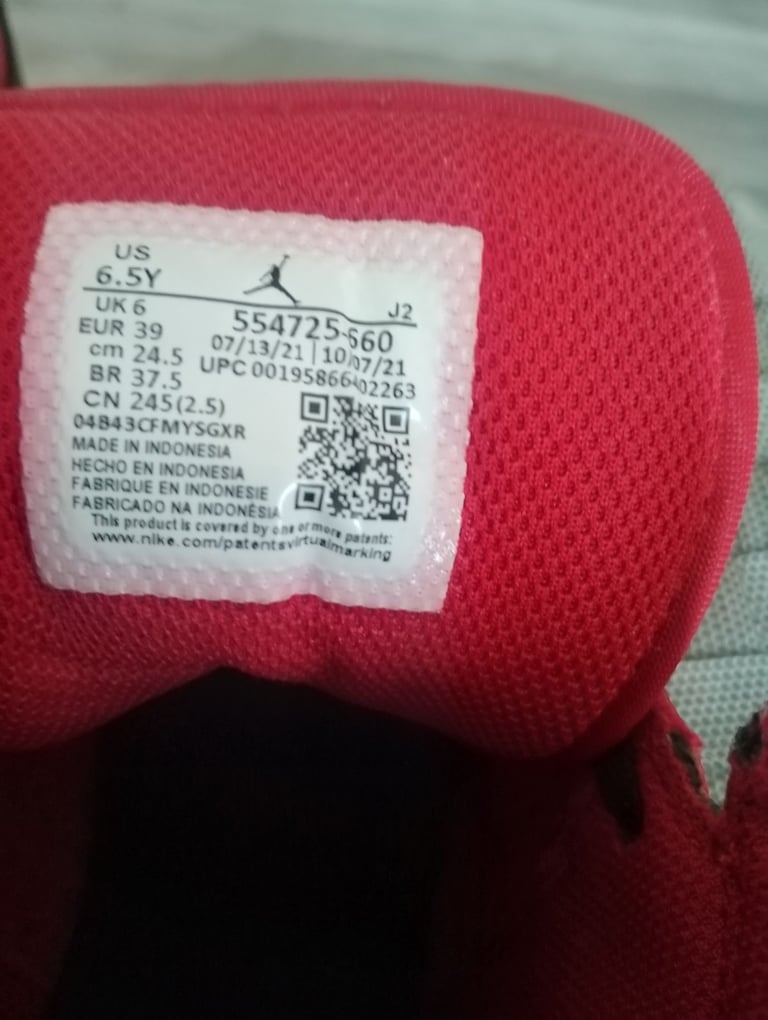 US
6.5Y
UK 6
J2
EUR 39
554725-660
cm 24.5
07/13/21 | 10/07/21
BR 37.5
UPC 00195866402263
CN 245(2.5)
04B43CFMYSGXR
MADE IN INDONESIA
HECHO EN INDONESIA
FABRIQUE EN INDONESIE
FABRICADO NA INDONÉSIA
This product is covered by one or more patents:
www.nike.com/patentsvirtualmarking